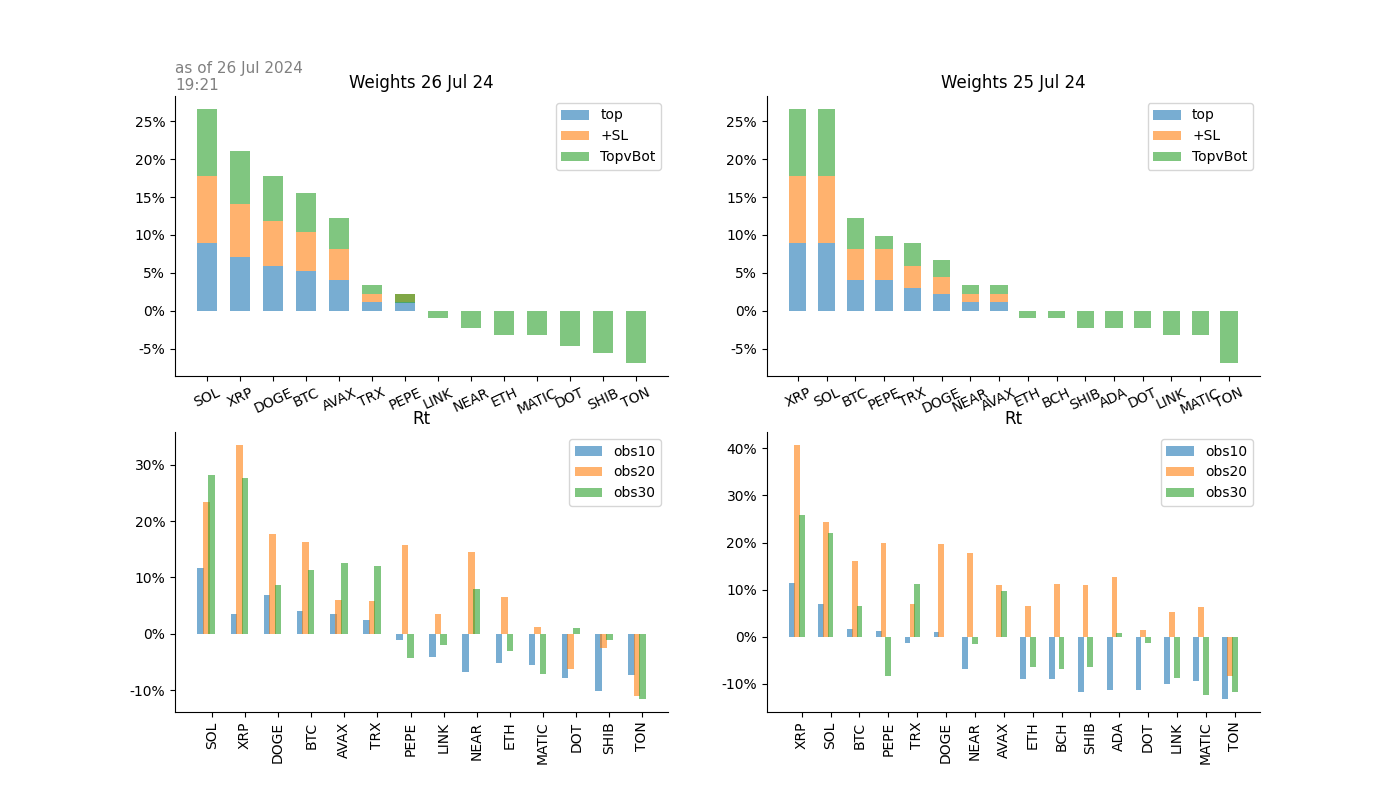 as of 26 Jul 2024
19:21
Weights 26 Jul 24
25%
20%
15%
10%
5%
0%
-5%
top
+SL
TopvBot
SOL XRP DOGE BTC AVAX TRX PEPE LINK NEAR ETH MATIC DOT SHIB TON
Weights 25 Jul 24
25%
20%
15%
10%
5%
0%
-5%
top
+SL
TopvBot
XRP SOL BTC PEPE TRX DOGE NEAR AVAX ETH BCH SHIB ADA DOT LINK MATIC TON
Rt
30%
20%
10%
0%
-10%
obs10
obs20
obs30
SOL XRP DOGE BTC AVAX TRX PEPE LINK NEAR ETH MATIC DOT SHIB TON
Rt
40%
30%
20%
10%
0%
-10%
obs10
obs20
obs30
XRP SOL BTC PEPE TRX DOGE NEAR AVAX ETH BCH SHIB ADA DOT LINK MATIC TON